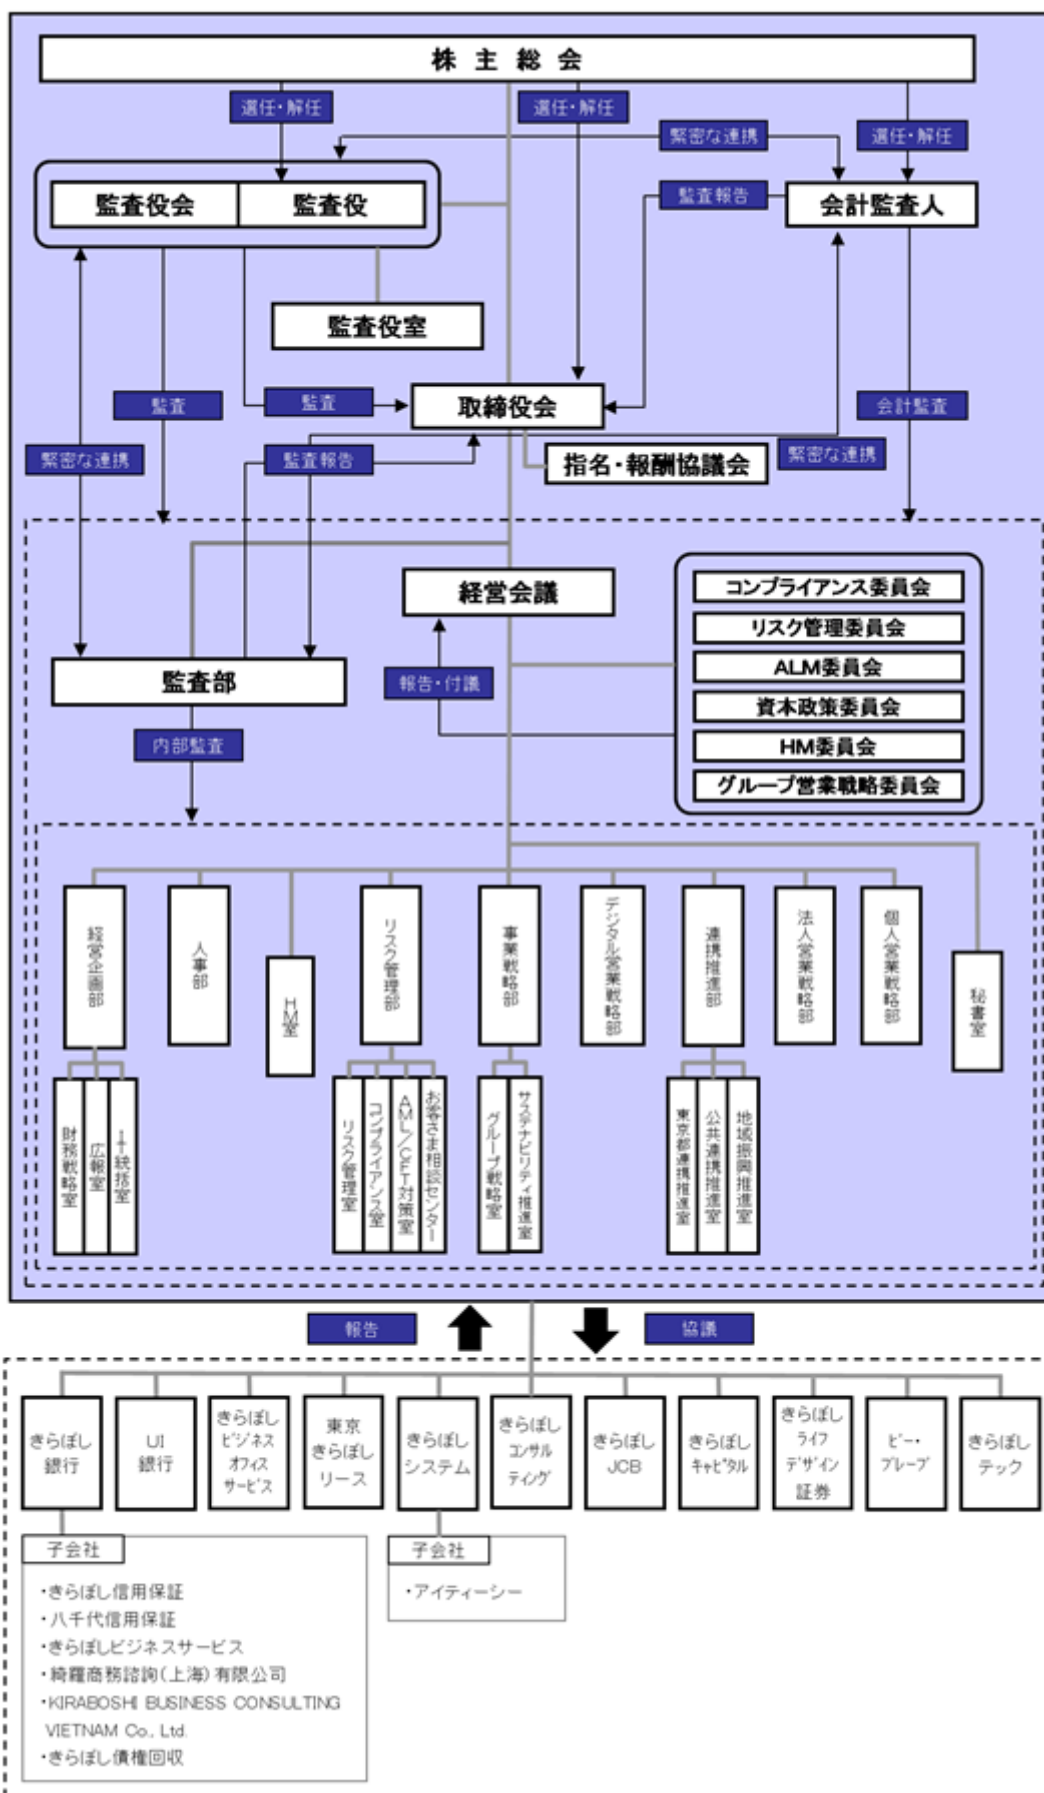 株主総会
選任・解任
選任・解任
選任・解任
緊密な連携
監査役会
監査役
監査報告
会計監査人
監査役室
監査
監査
取締役会
会計監査
緊密な連携
監査報告
指名・報酬協議会
緊密な連携
経営会議
コンプライアンス委員会
リスク管理委員会
ALM委員会
資本政策委員会
HM委員会
グループ営業戦略委員会
監査部
報告・付議
内部監査
経営企画部
人事部
HM室
リスク管理部
事業戦略部
デジタル営業戦略部
連携推進部
法人営業戦略部
個人営業戦略部
秘書室
財務戦略室
広報室
IT統括室
リスク管理室
コンプライアンス室
AML/CFT対策室
お客さま相談センター
グループ戦略室
サステナビリティ推進室
東京都連携推進室
公共連携推進室
地域振興推進室
報告
協議
きらぼし
銀行
UI
銀行
きらぼし
ビジネス
オフィス
サービス
東京
きらぼし
リース
きらぼし
システム
きらぼし
コンサル
ティング
きらぼし
JCB
きらぼし
キャピタル
きらぼし
ライフ
デザイン
証券
ビー・
ブレーブ
きらぼし
テック
子会社
・きらぼし信用保証
・八千代信用保証
・きらぼしビジネスサービス
・綺羅商務諮詢(上海)有限公司
・KIRABOSHI BUSINESS CONSULTING
VIETNAM Co., Ltd.
・きらぼし債権回収
子会社
・アイティーシー